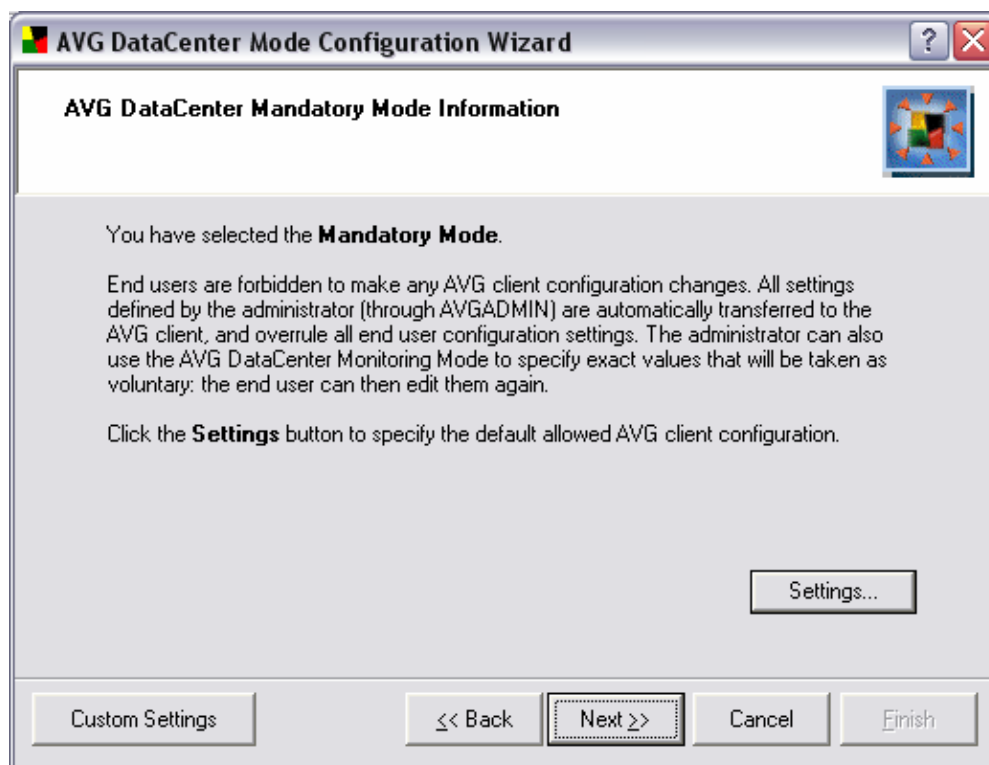 AVG DataCenter Mode Configuration Wizard
AVG DataCenter Mandatory Mode Information
You have selected the Mandatory Mode.
End users are forbidden to make any AVG client configuration changes. All settings
defined by the administrator (through AVGADMIN) are automatically transferred to the
AVG client, and overrule all end user configuration settings. The administrator can also
use the AVG DataCenter Monitoring Mode to specify exact values that will be taken as
voluntary: the end user can then edit them again.
Click the Settings button to specify the default allowed AVG client configuration.
Settings...
Custom Settings
<< Back
Next >>
Cancel
Finish